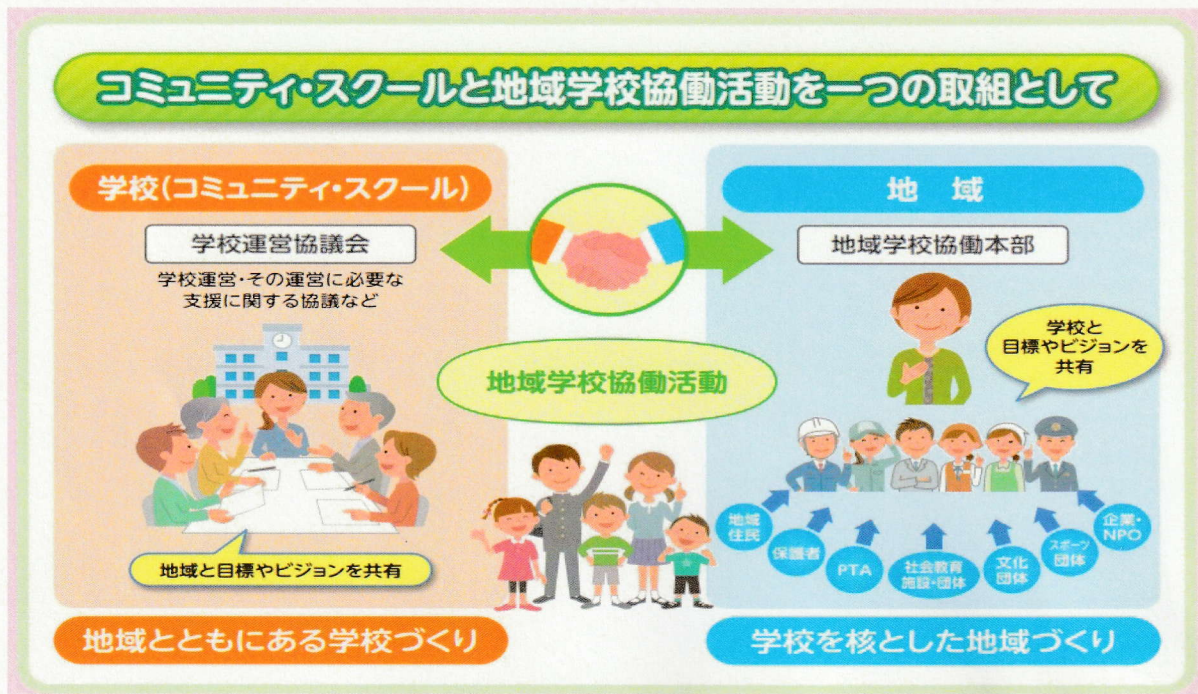 コミュニティ・スクールと地域学校協働活動を一つの取組として
学校(コミュニティ・スクール)
学校運営協議会
学校運営・その運営に必要な
支援に関する協議など
地域と目標やビジョンを共有
地域とともにある学校づくり
地域学校協働活動
地　域
地域学校協働本部
学校と
目標やビジョンを
共有
地域
住民
保護者
PTA
社会教育
施設・団体
文化
団体
スポーツ
団体
企業・
NPO
学校を核とした地域づくり